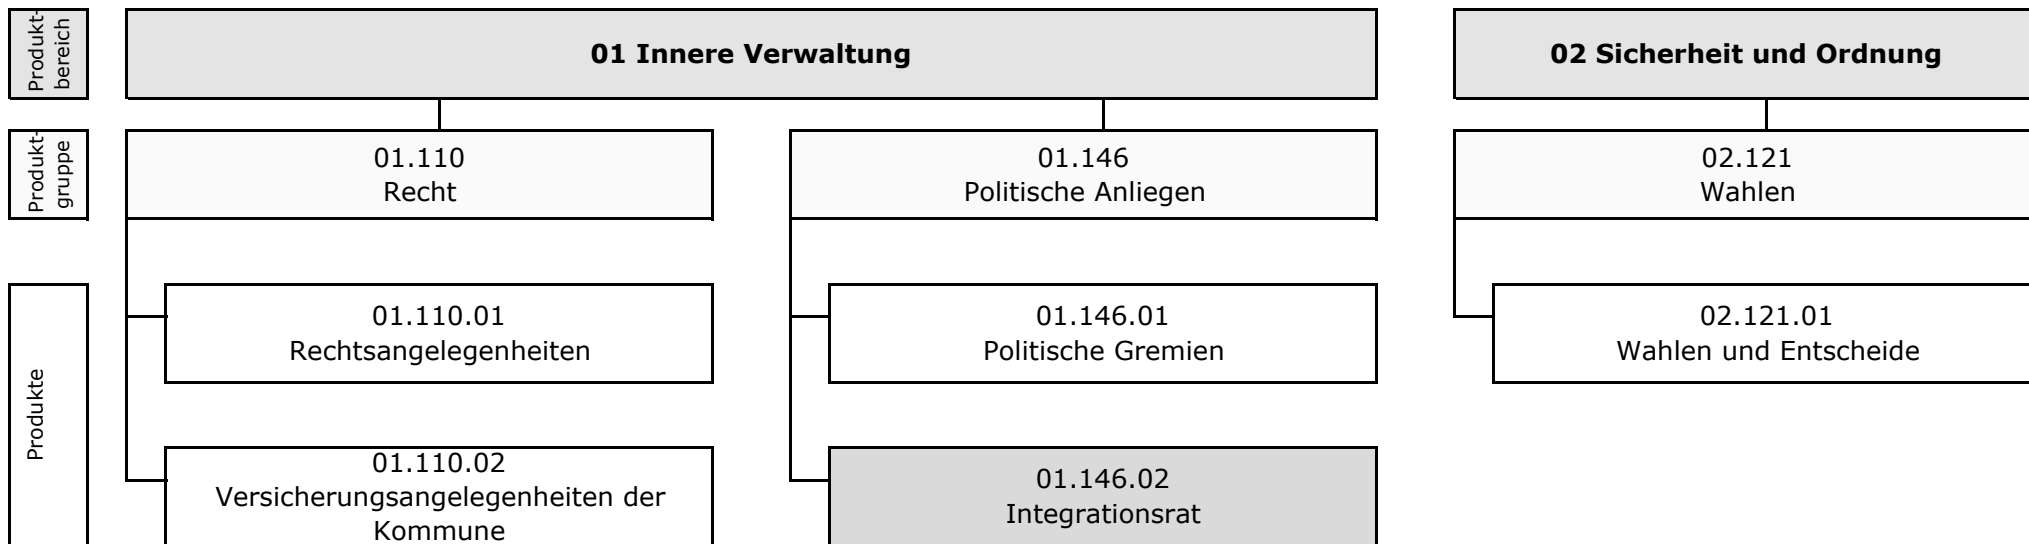 Produkt-
bereich
01 Innere Verwaltung
02 Sicherheit und Ordnung
Produkt-
gruppe
01.110
Recht
01.146
Politische Anliegen
02.121
Wahlen
Produkte
01.110.01
Rechtsangelegenheiten
01.146.01
Politische Gremien
02.121.01
Wahlen und Entscheide
01.110.02
Versicherungsangelegenheiten der
Kommune
01.146.02
Integrationsrat